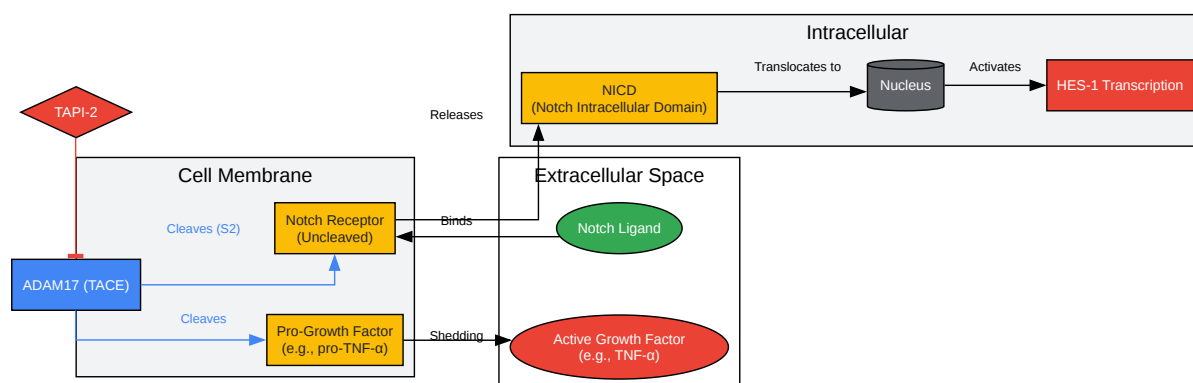 Intracellular
NICD
(Notch Intracellular Domain)
Translocates to
Nucleus
Activates
HES-1 Transcription
TAPI-2
Releases
Cell Membrane
Extracellular Space
Notch Receptor
(Uncleaved)
Cleaves (S2)
Binds
Notch Ligand
ADAM17 (TACE)
Cleaves
Pro-Growth Factor
(e.g., pro-TNF-α)
Shedding
Active Growth Factor
(e.g., TNF-α)